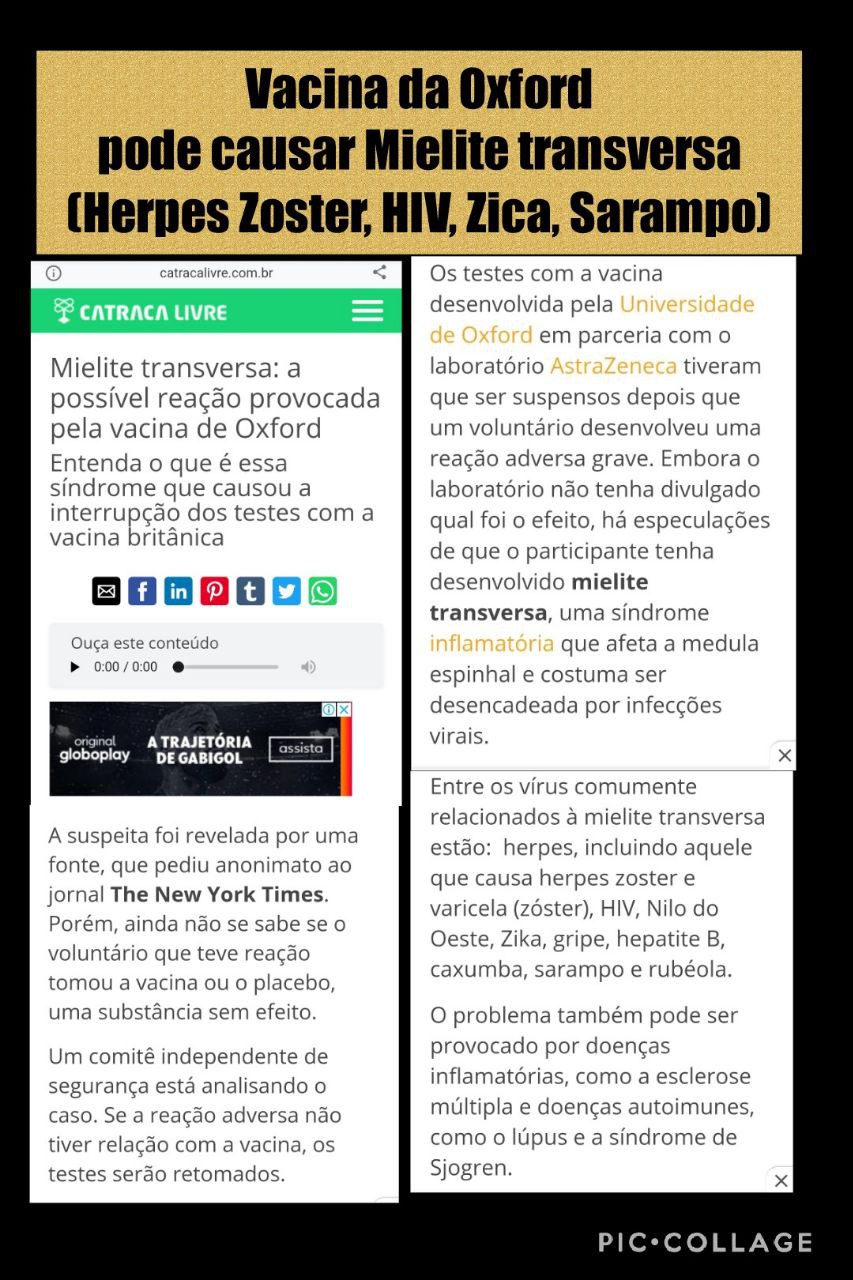 Vacina da Oxford
pode causar Mielite transversa
(Herpes Zoster, HIV, Zica, Sarampo)
catracalivre.com.br
CATRACA LIVRE
Mielite transversa: a
possível reação provocada
pela vacina de Oxford
Entenda o que é essa
síndrome que causou a
interrupção dos testes com a
vacina britânica
Ouça este conteúdo
0:00 / 0:00
original
globoplay
A TRAJETÓRIA
DE GABIGOL
assista
A suspeita foi revelada por uma
fonte, que pediu anonimato ao
jornal The New York Times.
Porém, ainda não se sabe se o
voluntário que teve reação
tomou a vacina ou o placebo,
uma substância sem efeito.
Um comitê independente de
segurança está analisando o
caso. Se a reação adversa não
tiver relação com a vacina, os
testes serão retomados.
Os testes com a vacina
desenvolvida pela Universidade
de Oxford em parceria com o
laboratório AstraZeneca tiveram
que ser suspensos depois que
um voluntário desenvolveu uma
reação adversa grave. Embora o
laboratório não tenha divulgado
qual foi o efeito, há especulações
de que o participante tenha
desenvolvido mielite
transversa, uma síndrome
inflamatória que afeta a medula
espinhal e costuma ser
desencadeada por infecções
virais.
Entre os vírus comumente
relacionados à mielite transversa
estão: herpes, incluindo aquele
que causa herpes zoster e
varicela (zóster), HIV, Nilo do
Oeste, Zika, gripe, hepatite B,
caxumba, sarampo e rubéola.
O problema também pode ser
provocado por doenças
inflamatórias, como a esclerose
múltipla e doenças autoimunes,
como o lúpus e a síndrome de
Sjogren.
PIC•COLLAGE